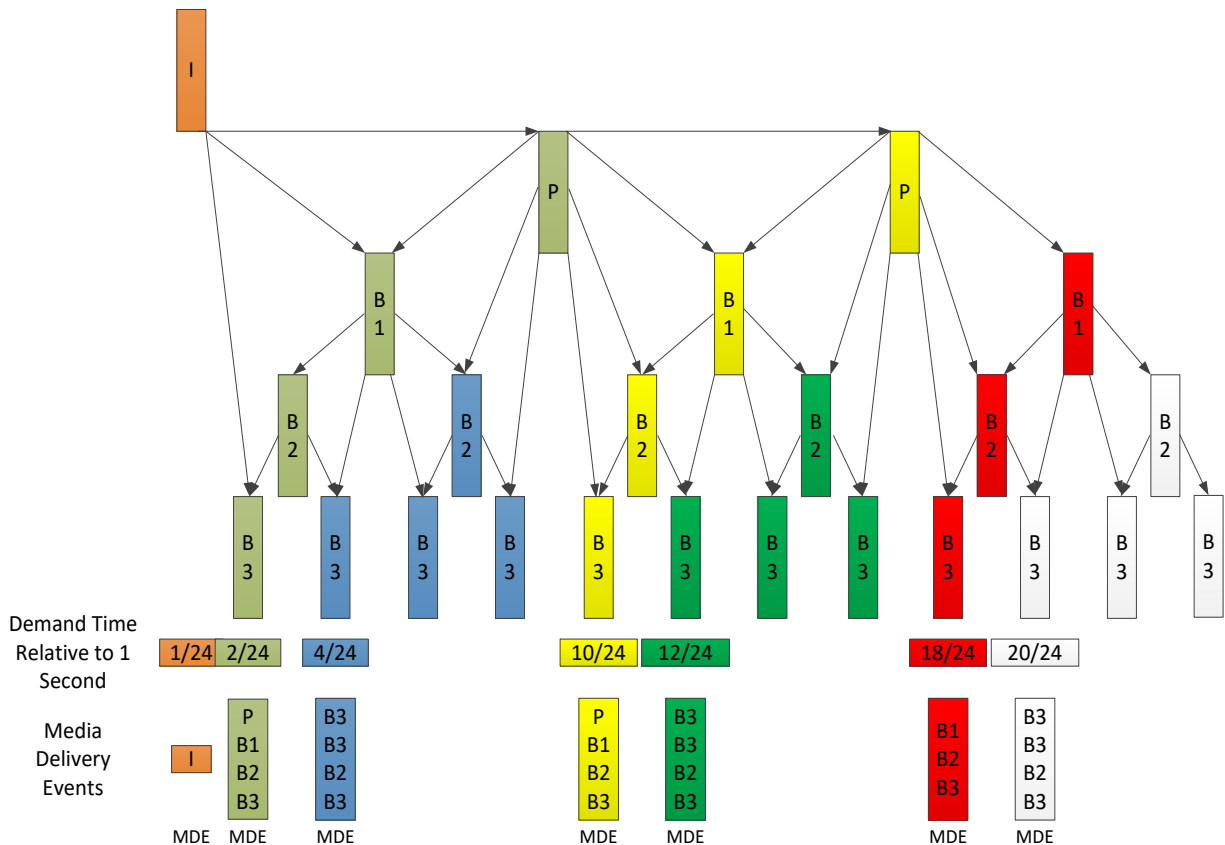 I
P
P
B
1
B
1
B
1
B
2
B
2
B
2
B
2
B
2
B
2
B
3
B
3
B
3
B
3
B
3
B
3
B
3
B
3
B
3
B
3
B
3
B
3
Demand Time
Relative to 1
Second
1/24 2/24 4/24 10/24 12/24 18/24 20/24
Media
Delivery
Events
I
P
B1
B2
B3
B3
B3
B2
B3
P
B1
B2
B3
B3
B3
B2
B3
B1
B2
B3
B3
B3
B2
B3
MDE MDE MDE MDE MDE MDE MDE